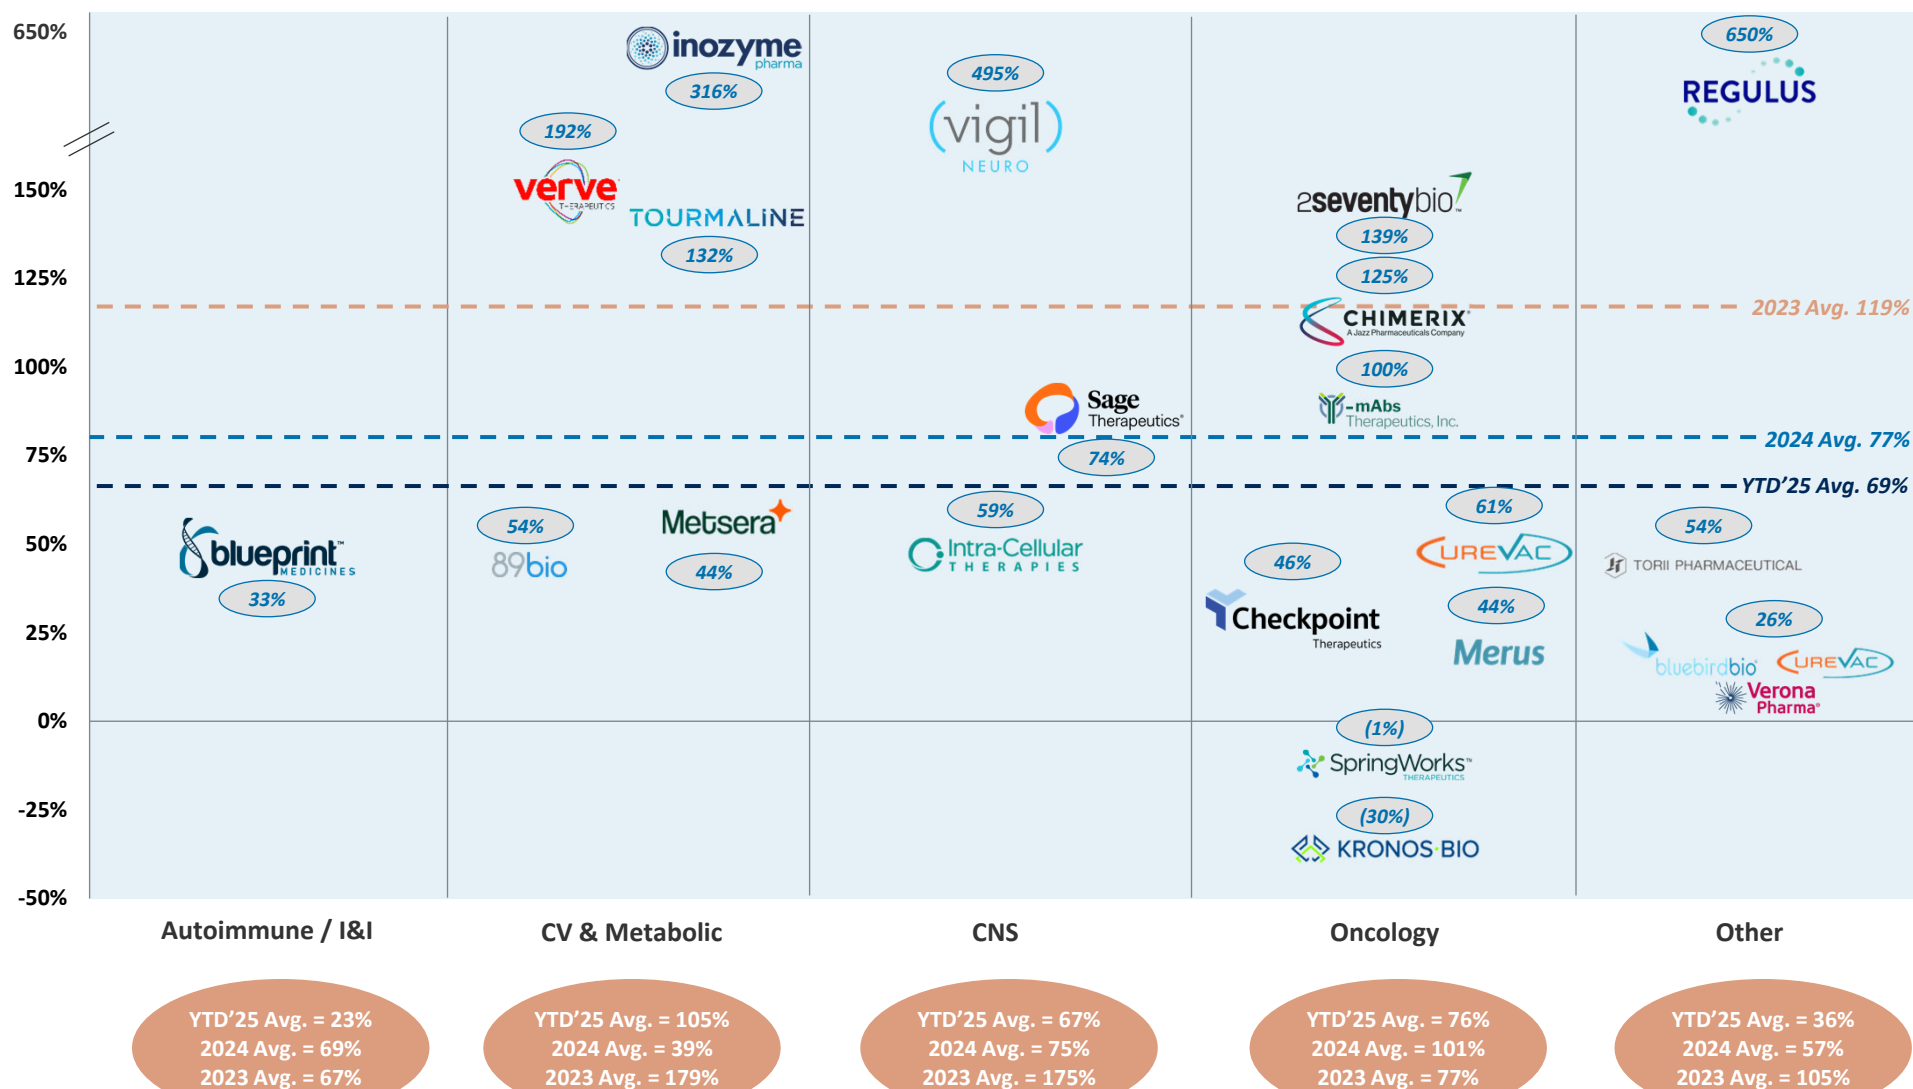 650%
150%
125%
100%
75%
50%
25%
0%
-25%
-50%
blueprint™
MEDICINES
33%
inozyme
pharma
316%
192%
verve
THERAPEUTICS
TOURMALINE
132%
54%
89bio
Metsera
44%
495%
(vigil)
NEURO
Sage
Therapeutics®
74%
59%
Intra-Cellular
THERAPIES
2seventybio™
139%
125%
CHIMERIX®
A Jazz Pharmaceuticals Company
100%
-mAbs
Therapeutics, Inc.
61%
CUREVAC
46%
Checkpoint
Therapeutics
44%
Merus
(1%)
SpringWorks™
THERAPEUTICS
(30%)
KRONOS·BIO
650%
REGULUS
2023 Avg. 119%
2024 Avg. 77%
YTD’25 Avg. 69%
54%
TORII PHARMACEUTICAL
26%
bluebirdbio®
CUREVAC
Verona
Pharma®
Autoimmune / I&I
CV & Metabolic
CNS
Oncology
Other
YTD’25 Avg. = 23%
2024 Avg. = 69%
2023 Avg. = 67%
YTD’25 Avg. = 105%
2024 Avg. = 39%
2023 Avg. = 179%
YTD’25 Avg. = 67%
2024 Avg. = 75%
2023 Avg. = 175%
YTD’25 Avg. = 76%
2024 Avg. = 101%
2023 Avg. = 77%
YTD’25 Avg. = 36%
2024 Avg. = 57%
2023 Avg. = 105%